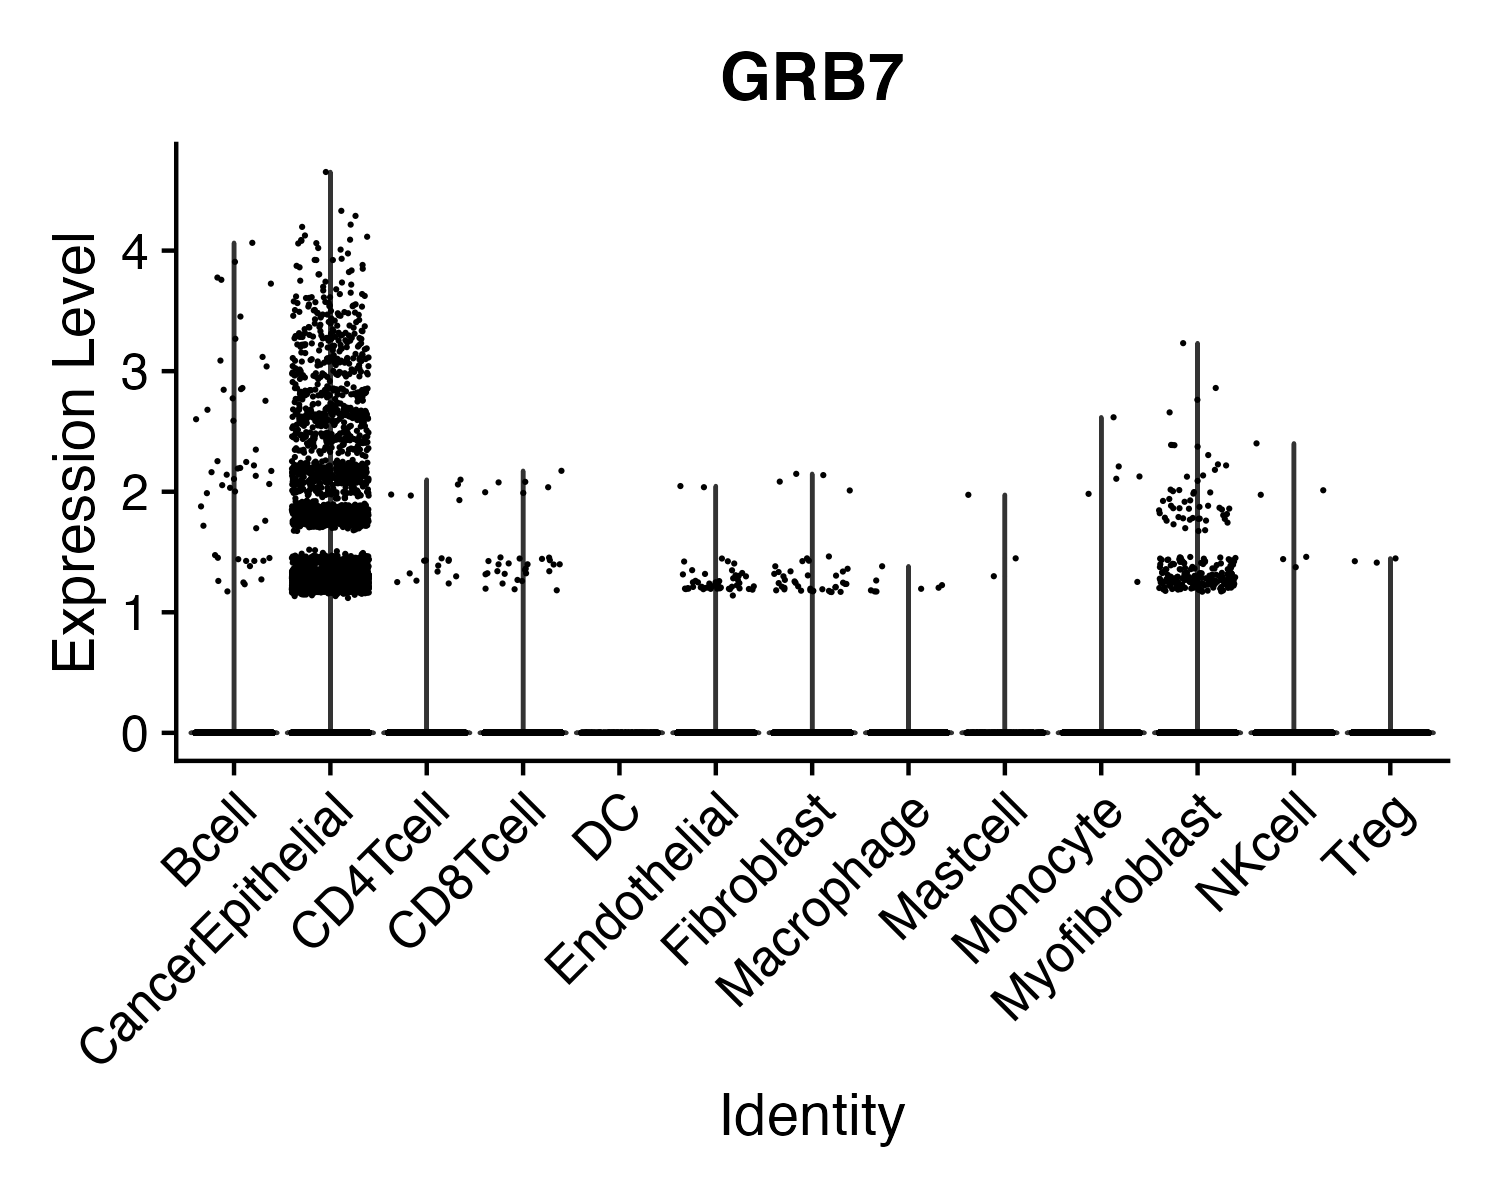 GRB7
Expression Level
4
3
2
1
0
Bcell
CancerEpithelial
CD4Tcell
CD8Tcell
DC
Endothelial
Fibroblast
Macrophage
Mastcell
Monocyte
Myofibroblast
NKcell
Treg
Identity